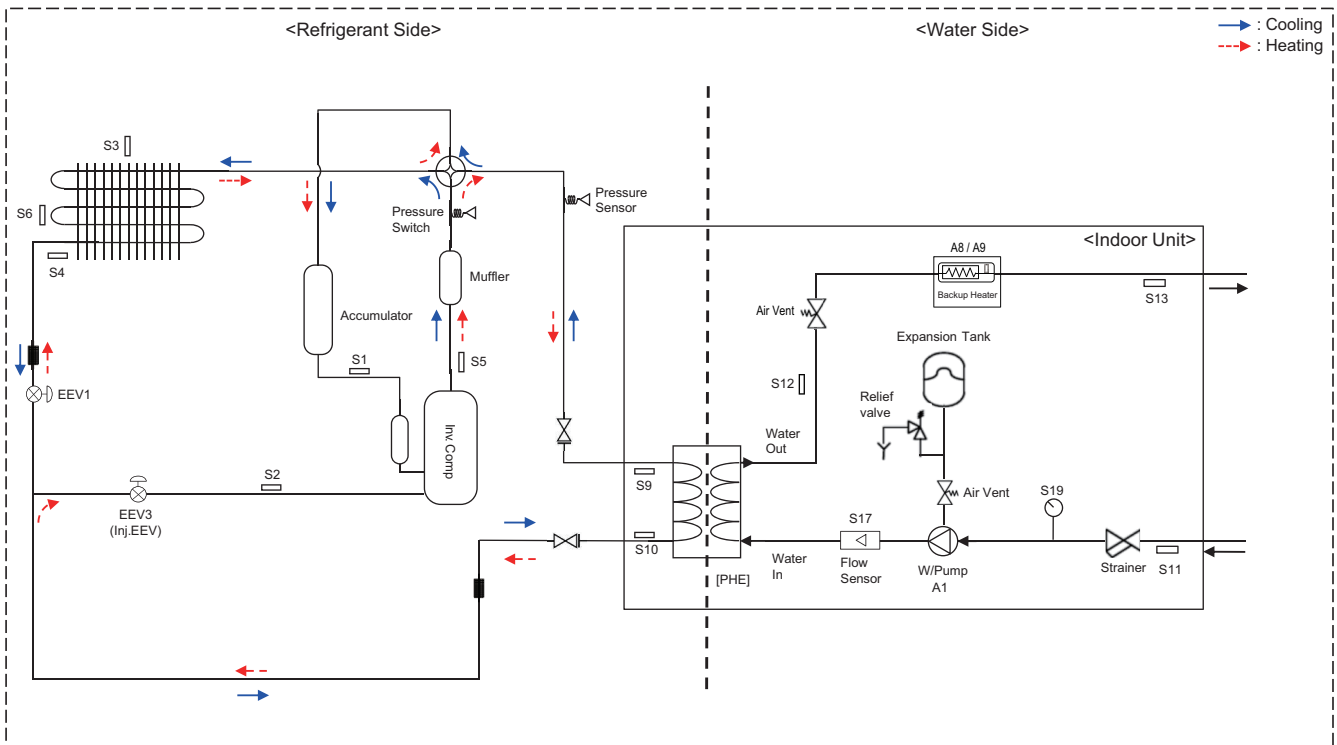 <Refrigerant Side>
<Water Side>
: Cooling
: Heating
S3
S6
S4
Pressure
Switch
Pressure
Sensor
<Indoor Unit>
A8 / A9
Backup Heater
S13
Muffler
Accumulator
Air Vent
Expansion Tank
S1
S5
EEV1
S12
Relief
valve
Inv.Comp
Water
Out
S2
S9
Air Vent
S19
EEV3
(Inj.EEV)
S17
S10
Water
In
Flow
Sensor
W/Pump
A1
Strainer
S11
[PHE]